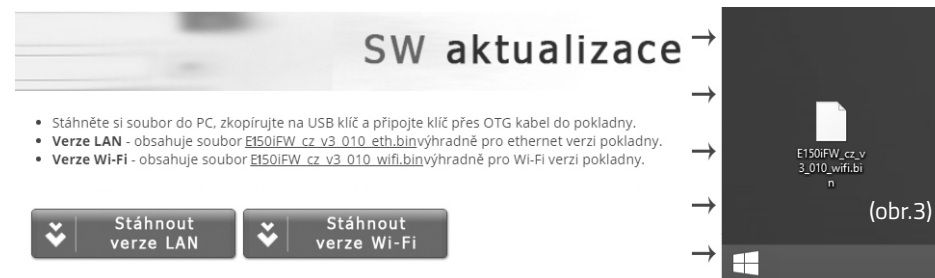 SW aktualizace
• Stáhněte si soubor do PC, zkopírujte na USB klíč a připojte klíč přes OTG kabel do pokladny.
• Verze LAN - obsahuje soubor E150iFW_cz_v3_010_eth.binvýhradně pro ethernet verzi pokladny.
• Verze Wi-Fi - obsahuje soubor E150iFW_cz_v3_010_wifi.binvýhradně pro Wi-Fi verzi pokladny.
Stáhnout
verze LAN
Stáhnout
verze Wi-Fi
E150iFW_cz_v
3_010_wifi.bi
n
(obr.3)